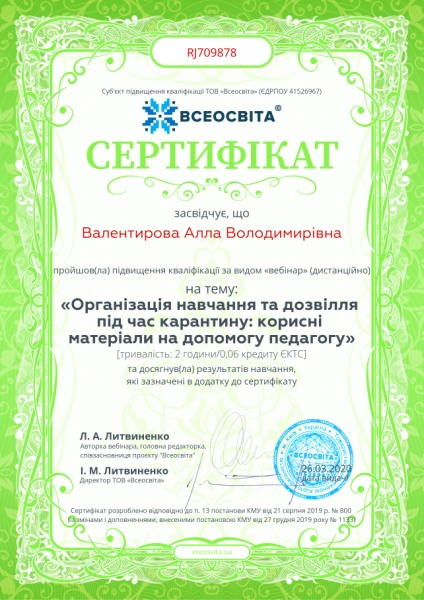 RJ709878
Суб'єкт підвищення кваліфікації ТОВ «Всеосвіта» (ЄДРПОУ 41526967)
ВСЕОСВІТА©
СЕРТИФІКАТ
засвідчує, що
Валентирова Алла Володимирівна
пройшов(ла) підвищення кваліфікації за видом «вебінар» (дистанційно)
на тему:
«Організація навчання та дозвілля
під час карантину: корисні
матеріали на допомогу педагогу»
[тривалість: 2 години/0,06 кредиту ЄКТС]
та досягнув(ла) результатів навчання,
які зазначені в додатку до сертифікату
Л. А. Литвиненко
Авторка вебінара, головна редакторка,
співзасновниця проекту "Всеосвіта"
І. М. Литвиненко
Директор ТОВ «Всеосвіта»
«ВСЕОСВІТА»
26.03.2020
дата видачі
Сертифікат розроблено відповідно до п. 13 постанови КМУ від 21 серпня 2019 р. № 800
(із змінами і доповненнями, внесеними постановою КМУ від 27 грудня 2019 року № 1133)
vseosvita.ua